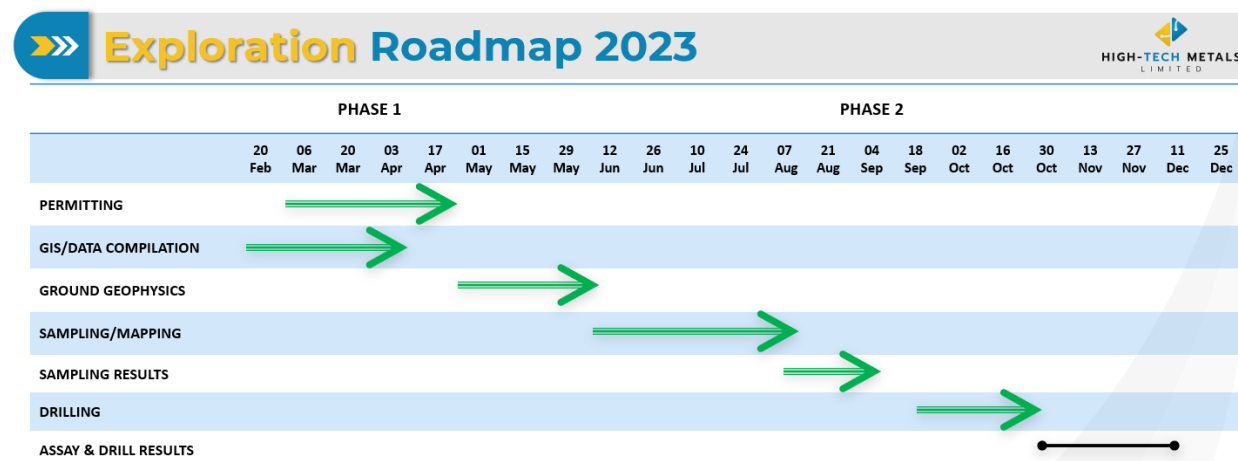 Exploration Roadmap 2023
HIGH-TECH METALS
LIMITED
PHASE 1 PHASE 2
20 06 20 03 17 01 15 29 12 26 10 24 07 21 04 18 02 16 30 13 27 11 25
Feb Mar Mar Apr Apr May May May Jun Jun Jul Jul Aug Aug Sep Sep Oct Oct Oct Nov Nov Dec Dec
PERMITTING
GIS/DATA COMPILATION
GROUND GEOPHYSICS
SAMPLING/MAPPING
SAMPLING RESULTS
DRILLING
ASSAY & DRILL RESULTS